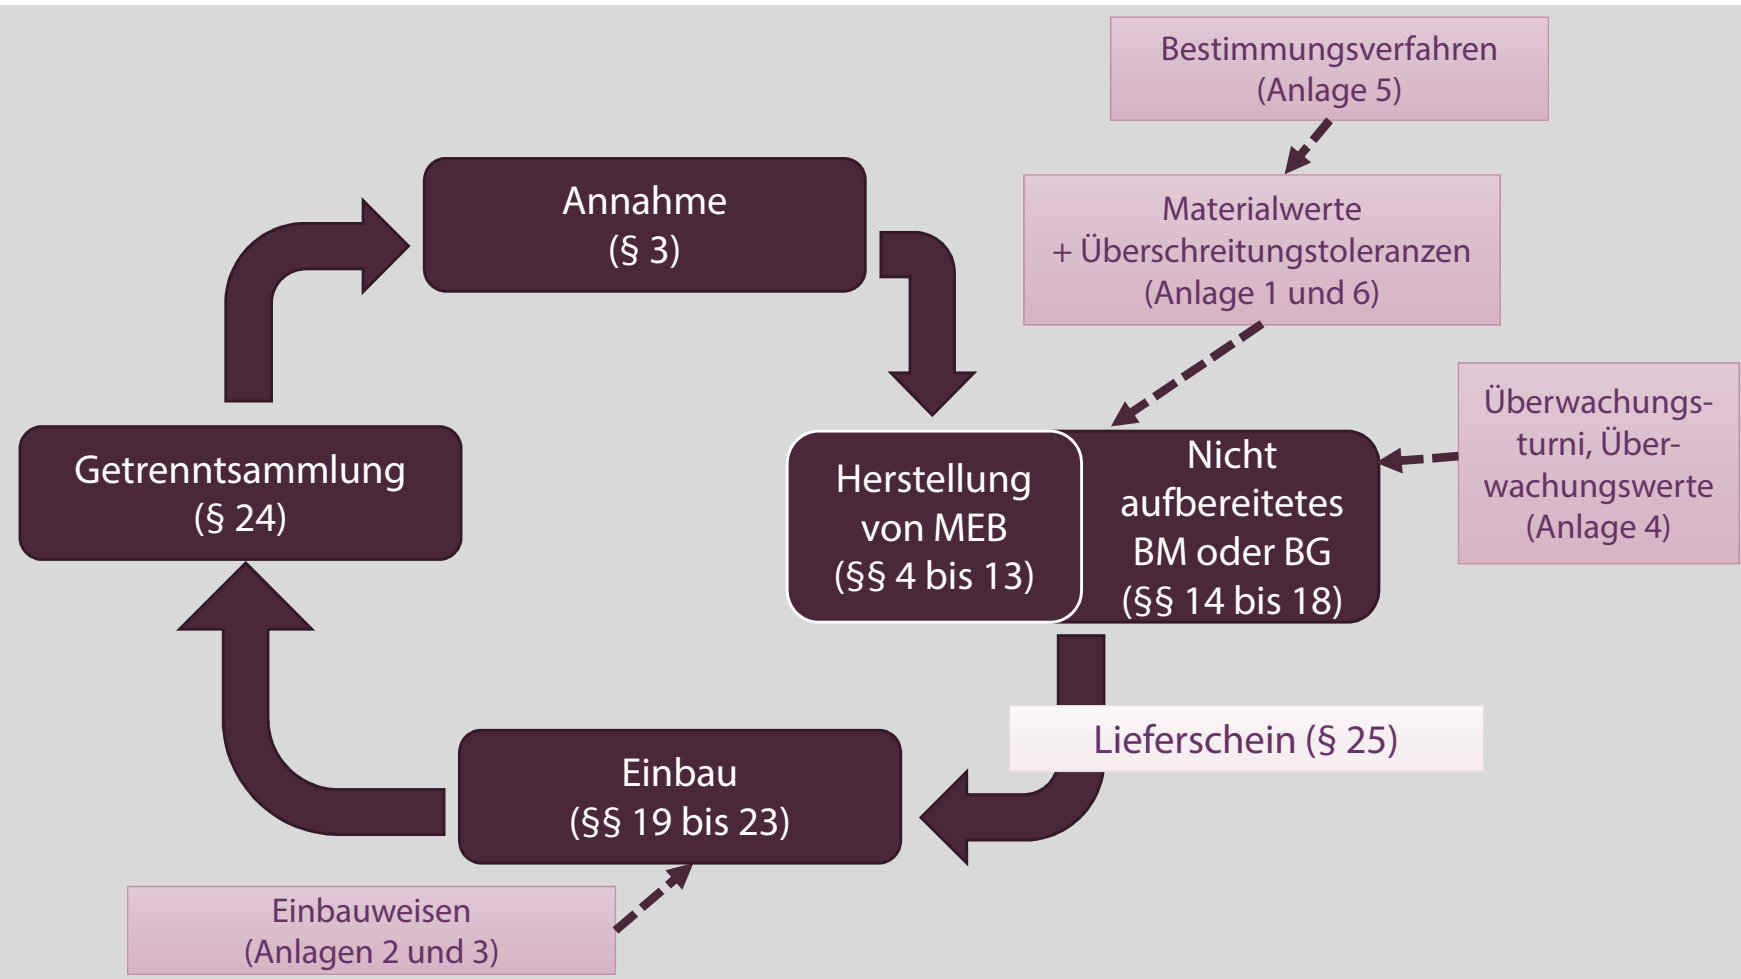 Bestimmungsverfahren
(Anlage 5)
Annahme
(§ 3)
Materialwerte
+ Überschreitungstoleranzen
(Anlage 1 und 6)
Überwachungs-
turni, Über-
wachungswerte
(Anlage 4)
Getrenntsammlung
(§ 24)
Herstellung
von MEB
(§§ 4 bis 13)
Nicht
aufbereitetes
BM oder BG
(§§ 14 bis 18)
Lieferschein (§ 25)
Einbau
(§§ 19 bis 23)
Einbauweisen
(Anlagen 2 und 3)